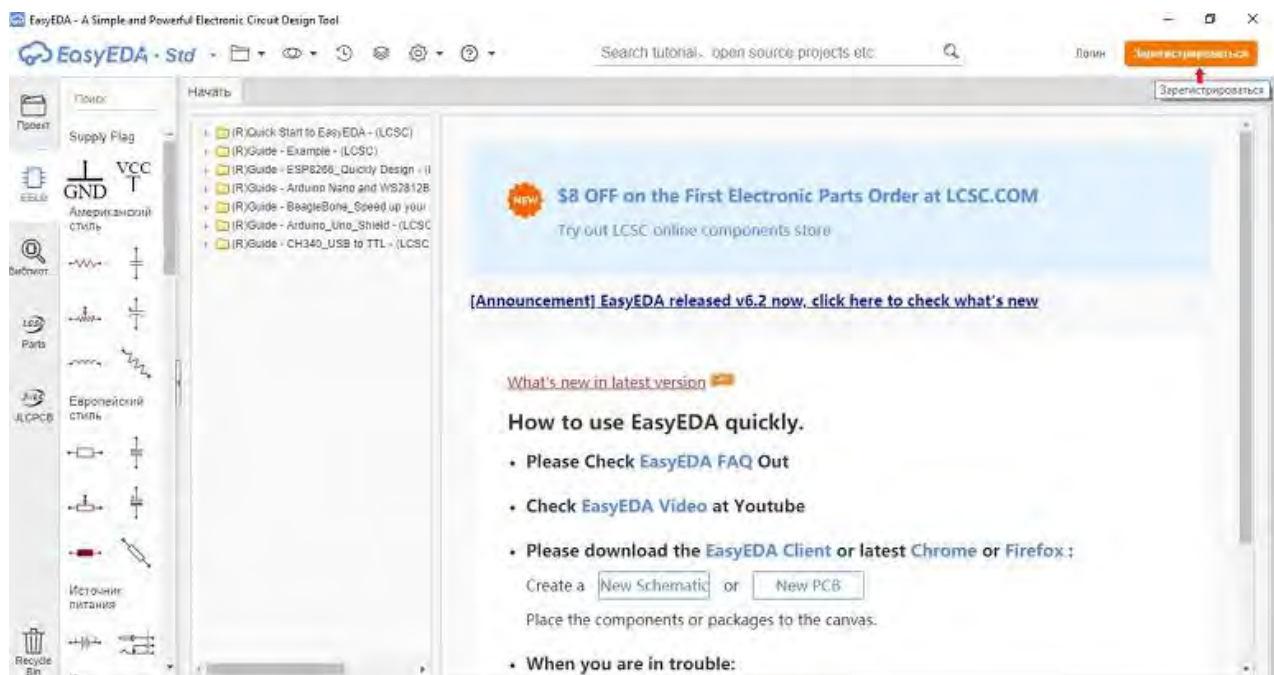 EasyEDA - A Simple and Powerful Electronic Circuit Design Tool
EasyEDA · Std
Search tutorial, open source projects etc
Логин
Зарегистрироваться
Зарегистрироваться
Начать
Проект
EELib
Библиот
LCSC
Parts
JLCPCB
Recycle
Bin
Поиск
Supply Flag
GND
VCC
Американский
стиль
Европейский
стиль
Источник
питания
(R)Quick Start to EasyEDA - (LCSC)
(R)Guide - Example - (LCSC)
(R)Guide - ESP8266_Quickly Design - (l
(R)Guide - Arduino Nano and WS2812B
(R)Guide - BeagleBone_Speed up your
(R)Guide - Arduino_Uno_Shield - (LCSC
(R)Guide - CH340_USB to TTL - (LCSC
NEW
$8 OFF on the First Electronic Parts Order at LCSC.COM
Try out LCSC online components store
[Announcement] EasyEDA released v6.2 now, click here to check what's new
What's new in latest version
How to use EasyEDA quickly.
• Please Check EasyEDA FAQ Out
• Check EasyEDA Video at Youtube
• Please download the EasyEDA Client or latest Chrome or Firefox :
Create a New Schematic or New PCB
Place the components or packages to the canvas.
• When you are in trouble: